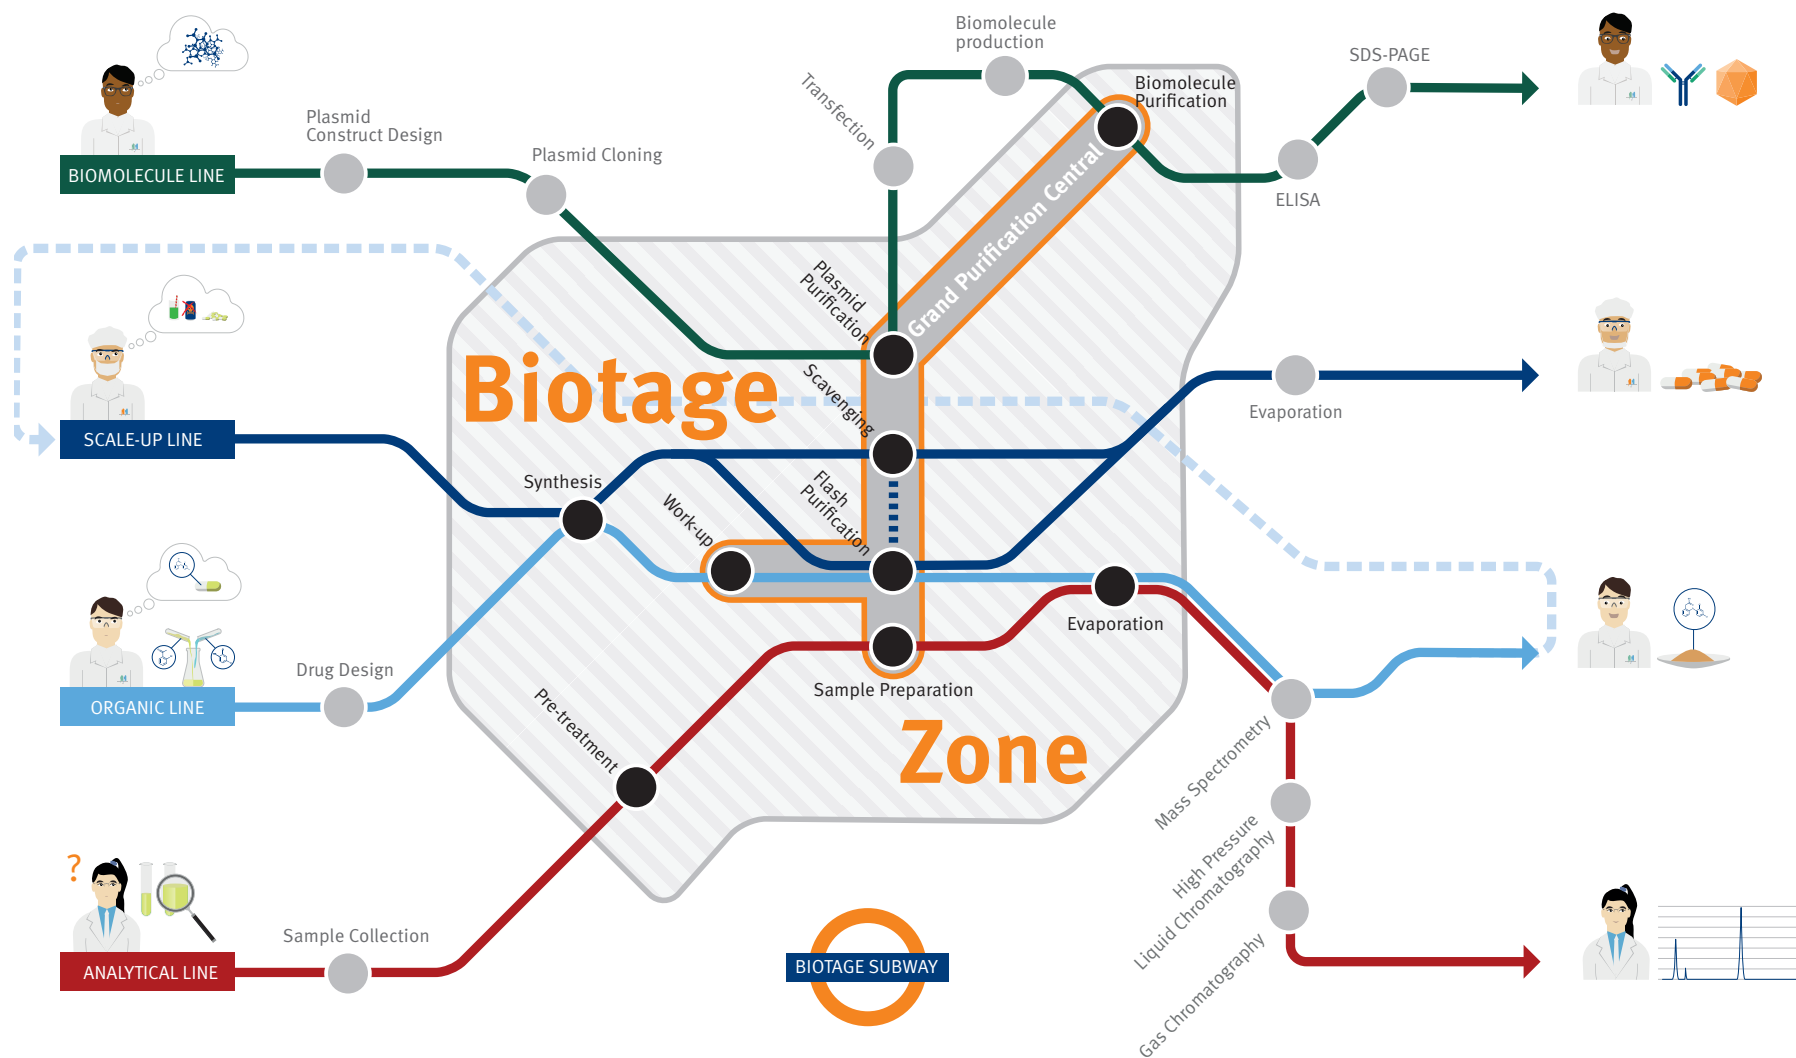 Biomolecule
production
SDS-PAGE
Transfection
Biomolecule
Purification
Plasmid
Construct Design
Plasmid Cloning
BIOMOLECULE LINE
ELISA
Grand Purification Central
Plasmid
Purification
Biotage
Scavenging
Evaporation
SCALE-UP LINE
Synthesis
Work-up
Flash
Purification
Evaporation
Drug Design
ORGANIC LINE
Sample Preparation
Pre-treatment
Zone
Mass Spectrometry
High Pressure
Liquid Chromatography
?
Sample Collection
Gas Chromatography
ANALYTICAL LINE
BIOTAGE SUBWAY